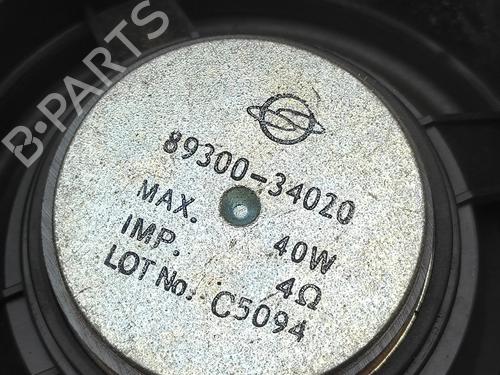 B-PARTS
89300-34020
MAX. 40W
IMP. 4Ω
LOT No: C5094